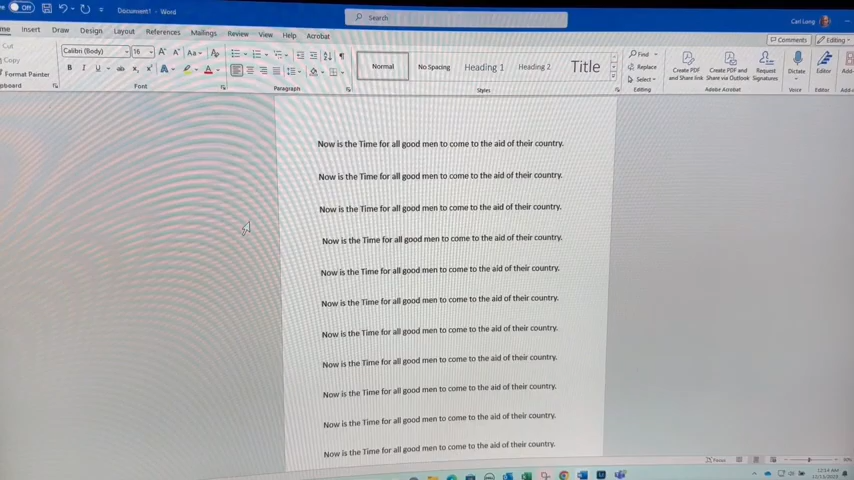 Off Document1 - Word Search Carl Lung
me Insert Draw Design Layout References Mailings Review View Help Acrobat Comments Editing
Cut
Copy
Format Painter
pboard
Calibri (Body) 16
Font
Paragraph
Normal No Spacing Heading 1 Heading 2 Title
Styles
Find
Replace
Select
Editing
Create PDF and Share link
Create PDF and Share via Outlook
Request Signatures
Adobe Acrobat
Dictate
Voice
Editor
Editor
Add-
Add-
Now is the Time for all good men to come to the aid of their country.
Now is the Time for all good men to come to the aid of their country.
Now is the Time for all good men to come to the aid of their country.
Now is the Time for all good men to come to the aid of their country.
Now is the Time for all good men to come to the aid of their country.
Now is the Time for all good men to come to the aid of their country.
Now is the Time for all good men to come to the aid of their country.
Now is the Time for all good men to come to the aid of their country.
Now is the Time for all good men to come to the aid of their country.
Now is the Time for all good men to come to the aid of their country.
Now is the Time for all good men to come to the aid of their country.
Focus
12:14 AM